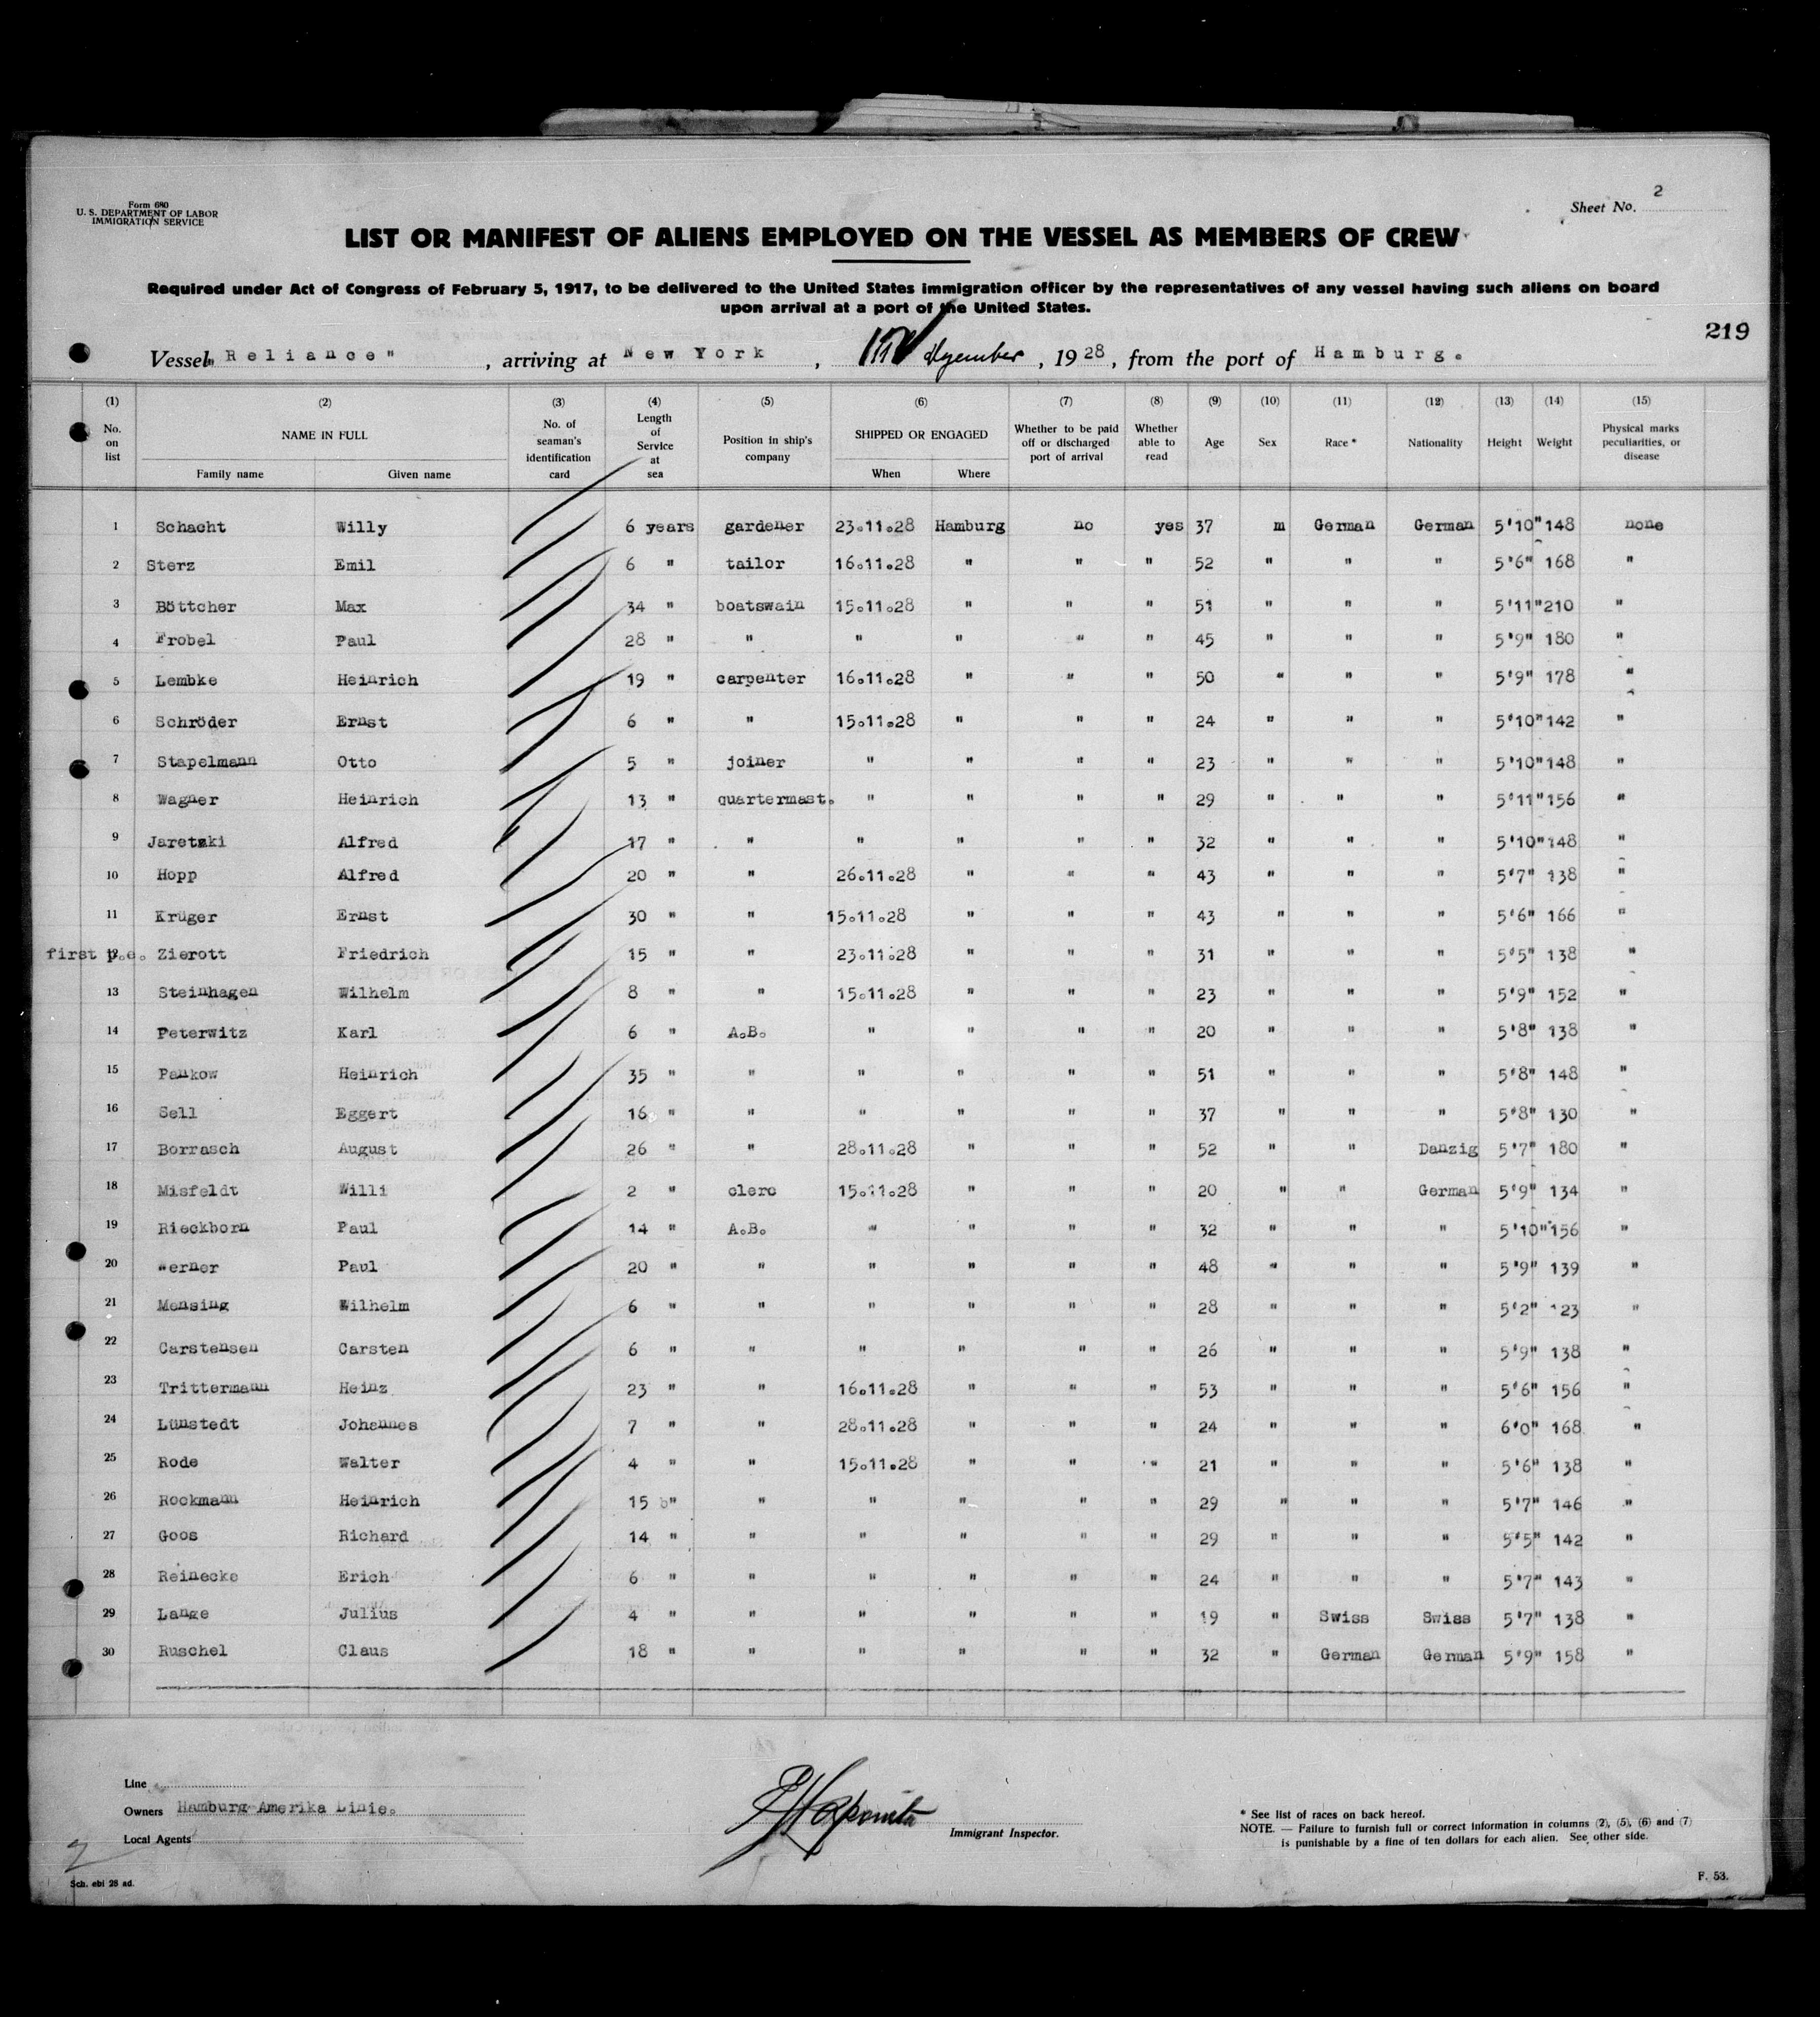 Form 680
U. S. DEPARTMENT OF LABOR
IMMIGRATION SERVICE
Sheet No. 2
LIST OR MANIFEST OF ALIENS EMPLOYED ON THE VESSEL AS MEMBERS OF CREW
Required under Act of Congress of February 5, 1917, to be delivered to the United States immigration officer by the representatives of any vessel having such aliens on board
upon arrival at a port of the United States.
219
Vessel "Reliance" , arriving at New York , , 1928, from the port of Hamburg.
(1) (2) (3) (4) (5) (6) (7) (8) (9) (10) (11) (12) (13) (14) (15)
No. on list NAME IN FULL Family name Given name No. of seaman's identification card Length of Service at sea Position in ship's company SHIPPED OR ENGAGED When Where Whether to be paid off or discharged port of arrival Whether able to read Age Sex Race * Nationality Height Weight Physical marks peculiarities, or disease
1 Schacht Willy 6 years gardener 23.11.28 Hamburg no yes 37 m German German 5'10" 148 none
2 Sterz Emil 6 " tailor 16.11.28 " " " 52 " " " 5'6" 168 "
3 Böttcher Max 34 " boatswain 15.11.28 " " " 51 " " " 5'11" 210 "
4 Frobel Paul 28 " " " " " " 45 " " " 5'9" 180 "
5 Lembke Heinrich 19 " carpenter 16.11.28 " " " 50 " " " 5'9" 178 "
6 Schröder Ernst 6 " " 15.11.28 " " " 24 " " " 5'10" 142 "
7 Stapelmann Otto 5 " joiner " " " " 23 " " " 5'10" 148 "
8 Wagner Heinrich 13 " quartermast. " " " " 29 " " " 5'11" 156 "
9 Jaretzki Alfred 17 " " " " " " 32 " " " 5'10" 148 "
10 Hopp Alfred 20 " " 26.11.28 " " " 43 " " " 5'7" 138 "
11 Krüger Ernst 30 " " 15.11.28 " " " 43 " " " 5'6" 166 "
first p.e. 12 Zierott Friedrich 15 " " 23.11.28 " " " 31 " " " 5'5" 138 "
13 Steinhagen Wilhelm 8 " " 15.11.28 " " " 23 " " " 5'9" 152 "
14 Peterwitz Karl 6 " A.B. " " " " 20 " " " 5'8" 138 "
15 Pankow Heinrich 35 " " " " " " 51 " " " 5'8" 148 "
16 Sell Eggert 16 " " " " " " 37 " " " 5'8" 130 "
17 Borrasch August 26 " " 28.11.28 " " " 52 " " Danzig 5'7" 180 "
18 Misfeldt Willi 2 " clerc 15.11.28 " " " 20 " " German 5'9" 134 "
19 Rieckborn Paul 14 " A.B. " " " " 32 " " " 5'10" 156 "
20 Werner Paul 20 " " " " " " 48 " " " 5'9" 139 "
21 Mensing Wilhelm 6 " " " " " " 28 " " " 5'2" 123 "
22 Carstensen Carsten 6 " " " " " " 26 " " " 5'9" 138 "
23 Trittermann Heinz 23 " " 16.11.28 " " " 53 " " " 5'6" 156 "
24 Lünstedt Johannes 7 " " 28.11.28 " " " 24 " " " 6'0" 168 "
25 Rode Walter 4 " " 15.11.28 " " " 21 " " " 5'6" 138 "
26 Rockmann Heinrich 15 " " " " " " 29 " " " 5'7" 146 "
27 Goos Richard 14 " " " " " " 29 " " " 5'5" 142 "
28 Reinecke Erich 6 " " " " " " 24 " " " 5'7" 143 "
29 Lange Julius 4 " " " " " " 19 " Swiss Swiss 5'7" 138 "
30 Ruschel Claus 18 " " " " " " 32 " German German 5'9" 158 "
Line
Owners Hamburg-Amerika Linie.
Local Agents
Immigrant Inspector.
* See list of races on back hereof.
NOTE. — Failure to furnish full or correct information in columns (2), (5), (6) and (7)
is punishable by a fine of ten dollars for each alien. See other side.
2
Sch. ebi 28 ad.
F. 53.